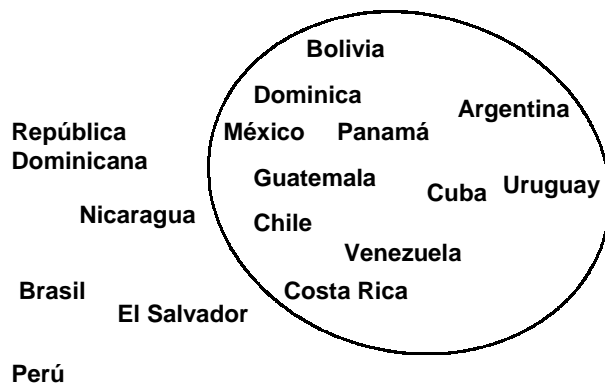 Bolivia
Dominica
Argentina
República
Dominicana
México
Panamá
Guatemala
Cuba
Uruguay
Nicaragua
Chile
Venezuela
Brasil
Costa Rica
El Salvador
Perú